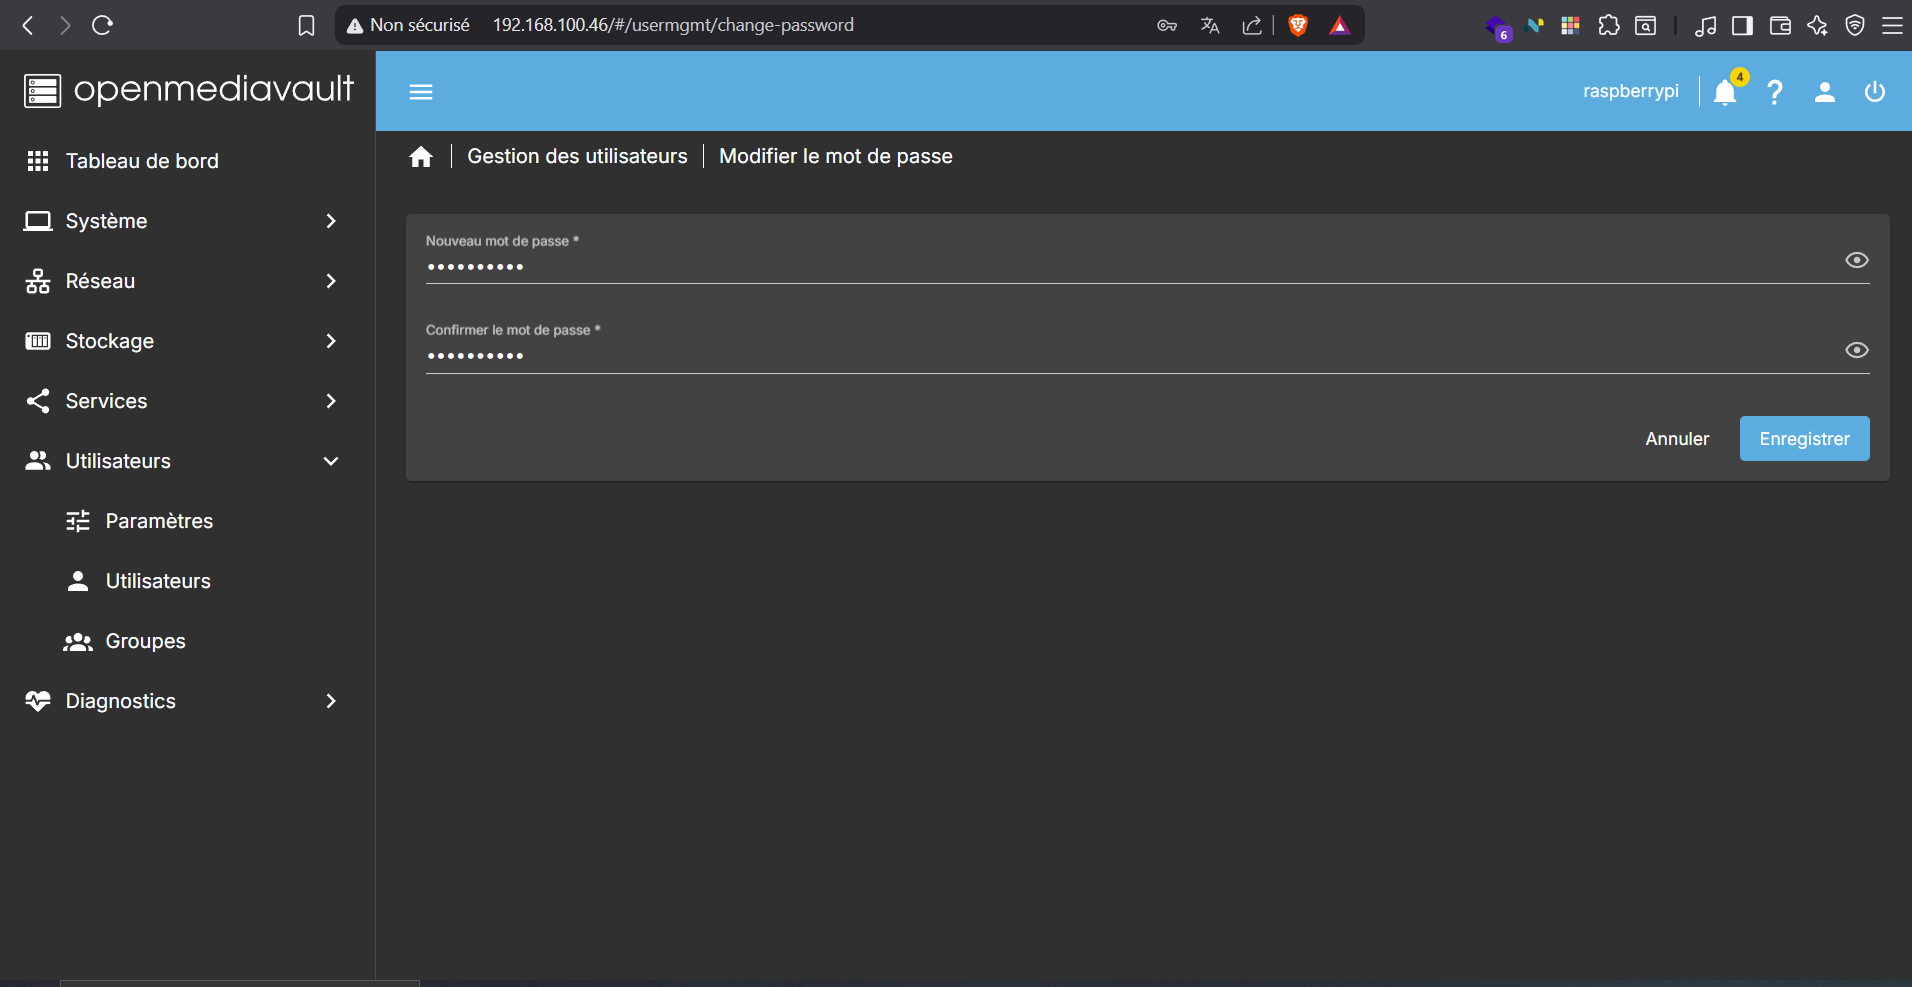 Non sécurisé 192.168.100.46/#/usermgmt/change-password
6
openmediavault
raspberrypi
4
Tableau de bord
Système
Réseau
Stockage
Services
Utilisateurs
Paramètres
Utilisateurs
Groupes
Diagnostics
Gestion des utilisateurs | Modifier le mot de passe
Nouveau mot de passe *
••••••••••
Confirmer le mot de passe *
••••••••••
Annuler Enregistrer